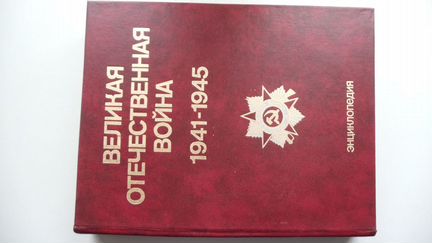 ВЕЛИКАЯ
ОТЕЧЕСТВЕННАЯ
ВОЙНА
1941-1945
ЭНЦИКЛОПЕДИЯ